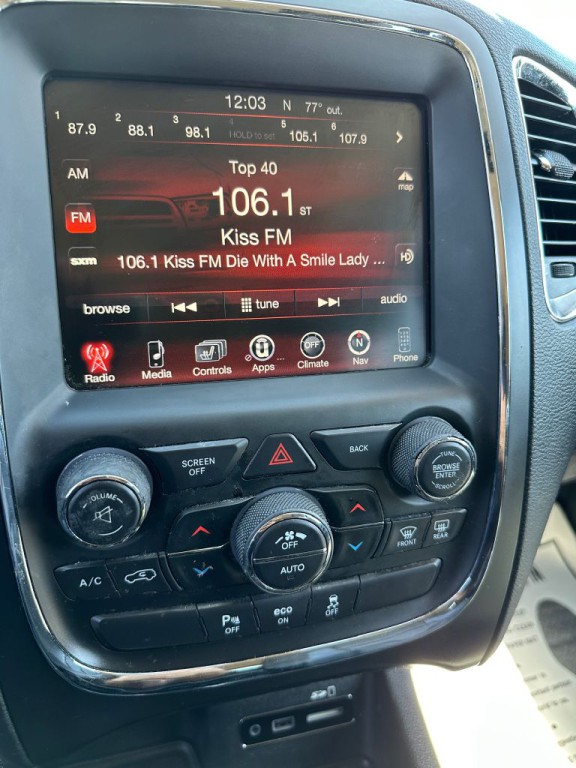 12:03 N 77° out.
1 87.9 2 88.1 3 98.1 4 HOLD to set 5 105.1 6 107.9
AM
Top 40
map
FM
106.1 ST
Kiss FM
sxm
106.1 Kiss FM Die With A Smile Lady ...
HD
browse tune audio
Radio Media Controls Apps Climate Nav Phone
OFF N
SCREEN OFF
BACK
TUNE
BROWSE
ENTER
SCROLL
VOLUME
OFF
AUTO
FRONT
REAR
A/C
P OFF
eco ON
OFF